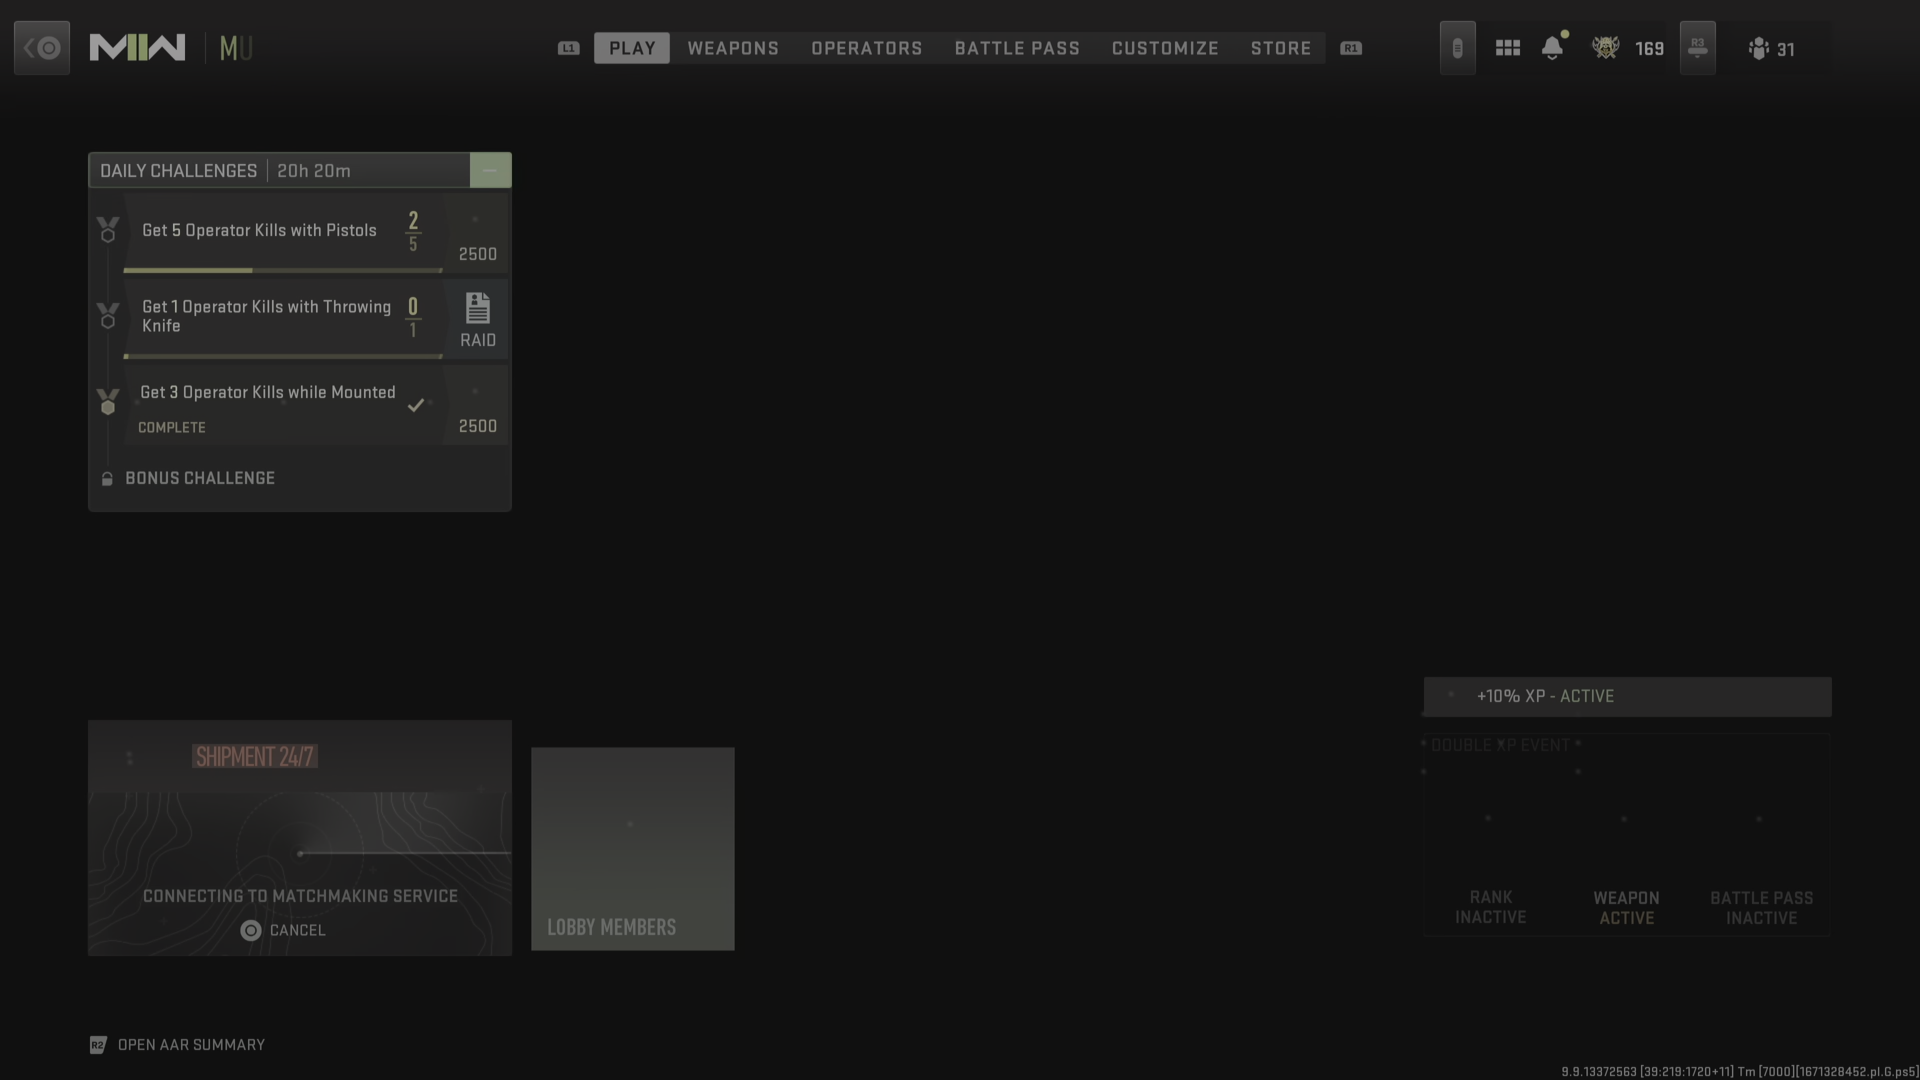 MWII MU
L1 PLAY WEAPONS OPERATORS BATTLE PASS CUSTOMIZE STORE R1
169 R3 31
DAILY CHALLENGES 20h 20m
Get 5 Operator Kills with Pistols
2
5
2500
Get 1 Operator Kills with Throwing
Knife
0
1
RAID
Get 3 Operator Kills while Mounted
COMPLETE
2500
BONUS CHALLENGE
+10% XP - ACTIVE
DOUBLE XP EVENT
RANK
INACTIVE
WEAPON
ACTIVE
BATTLE PASS
INACTIVE
SHIPMENT 24/7
CONNECTING TO MATCHMAKING SERVICE
CANCEL
LOBBY MEMBERS
R2 OPEN AAR SUMMARY
9.9.13372563 [39:219:1720+11] Tm [7000][1671328452.pl.G.ps5]